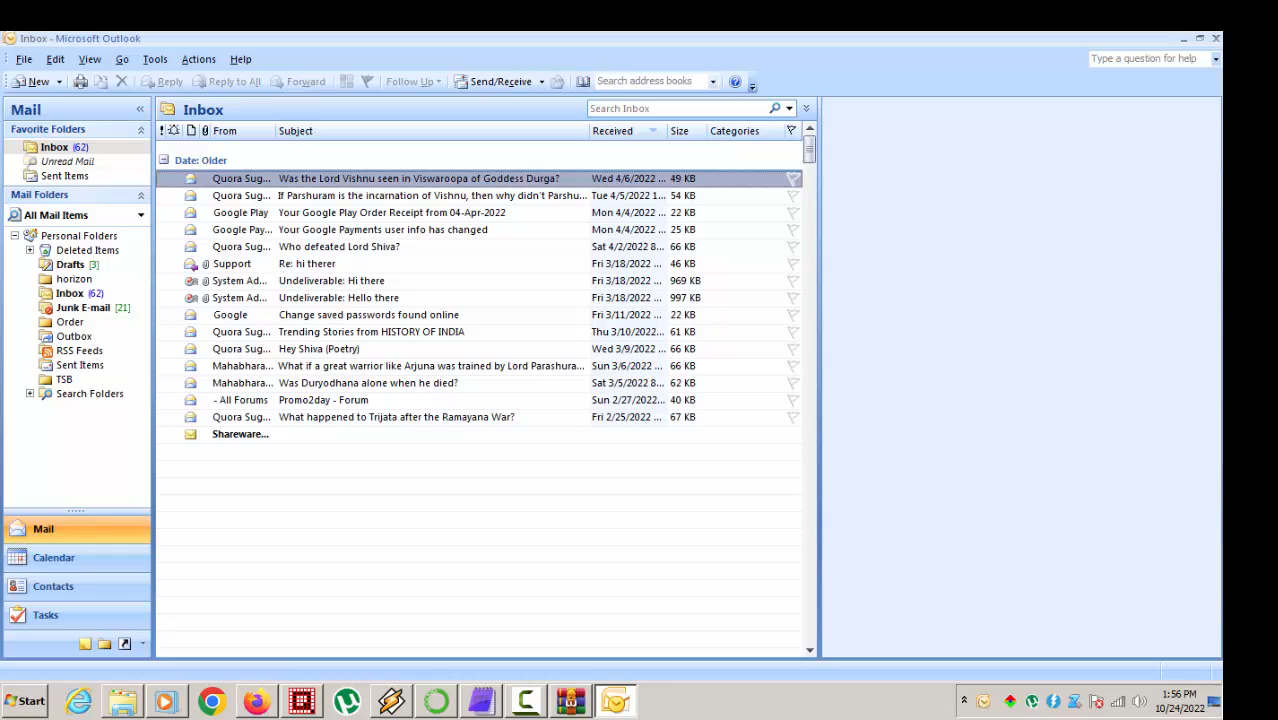 Inbox - Microsoft Outlook
File Edit View Go Tools Actions Help Type a question for help
New Reply Reply to All Forward Follow Up Send/Receive Search address books
Mail « Inbox Search Inbox
Favorite Folders
! From Subject Received Size Categories
Inbox (62)
Unread Mail
Sent Items
Mail Folders
All Mail Items
Personal Folders
Deleted Items
Drafts [3]
horizon
Inbox (62)
Junk E-mail [21]
Order
Outbox
RSS Feeds
Sent Items
TSB
Search Folders
Mail
Calendar
Contacts
Tasks
Date: Older
Quora Sug... Was the Lord Vishnu seen in Viswaroopa of Goddess Durga? Wed 4/6/2022 ... 49 KB
Quora Sug... If Parshuram is the incarnation of Vishnu, then why didn't Parshu... Tue 4/5/2022 1... 54 KB
Google Play Your Google Play Order Receipt from 04-Apr-2022 Mon 4/4/2022 ... 22 KB
Google Pay... Your Google Payments user info has changed Mon 4/4/2022 ... 25 KB
Quora Sug... Who defeated Lord Shiva? Sat 4/2/2022 8... 66 KB
Support Re: hi therer Fri 3/18/2022 ... 46 KB
System Ad... Undeliverable: Hi there Fri 3/18/2022 ... 969 KB
System Ad... Undeliverable: Hello there Fri 3/18/2022 ... 997 KB
Google Change saved passwords found online Fri 3/11/2022 ... 22 KB
Quora Sug... Trending Stories from HISTORY OF INDIA Thu 3/10/2022... 61 KB
Quora Sug... Hey Shiva (Poetry) Wed 3/9/2022 ... 66 KB
Mahabhara... What if a great warrior like Arjuna was trained by Lord Parashura... Sun 3/6/2022 ... 66 KB
Mahabhara... Was Duryodhana alone when he died? Sat 3/5/2022 8... 62 KB
- All Forums Promo2day - Forum Sun 2/27/2022... 40 KB
Quora Sug... What happened to Trijata after the Ramayana War? Fri 2/25/2022 ... 67 KB
Shareware...
Start
1:56 PM
10/24/2022